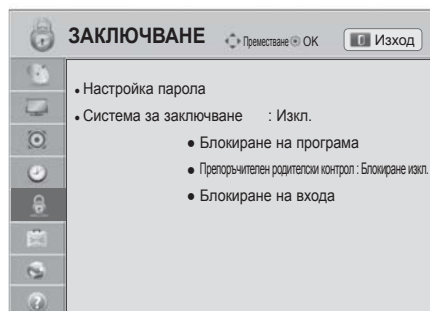 ЗАКЛЮЧВАНЕ Преместване OK Изход
• Настройка парола
• Система за заключване : Изкл.
● Блокиране на програма
● Препоръчителен родителски контрол : Блокиране изкл.
● Блокиране на входа